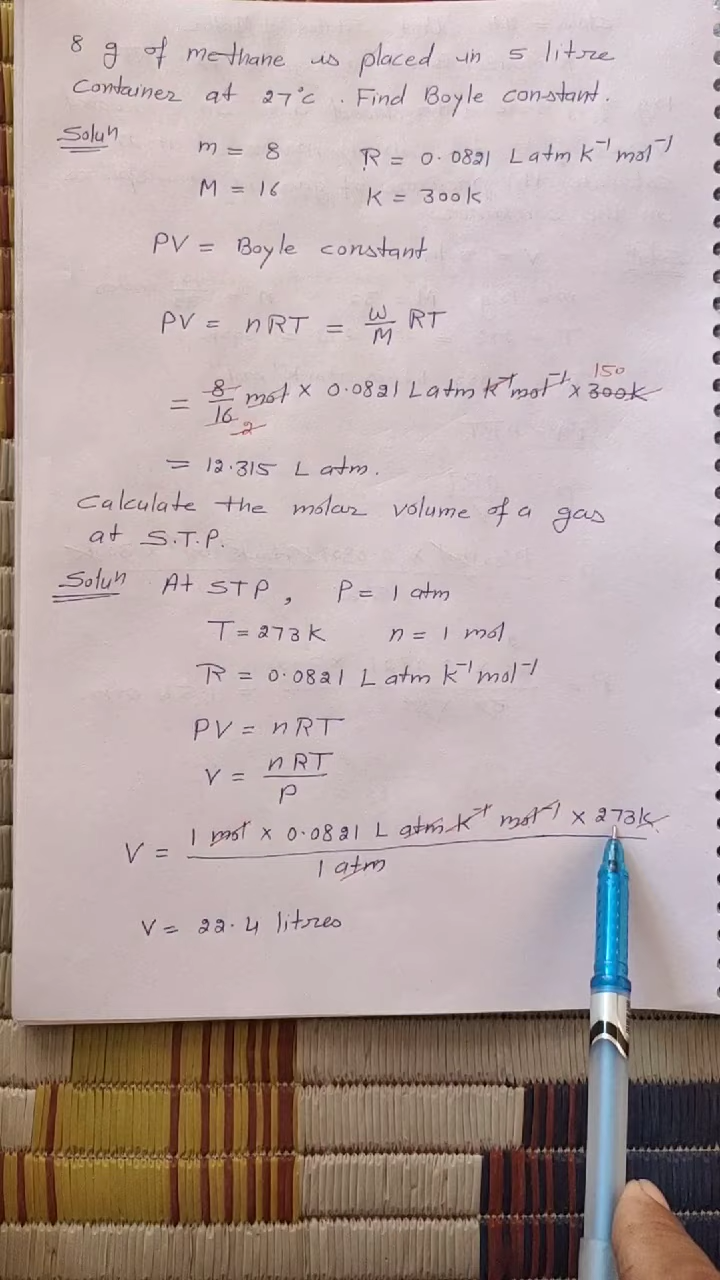 8 g of methane is placed in 5 litre
container at 27°c. Find Boyle constant.
Solun
m = 8 R = 0.0821 L atm k⁻¹ mol⁻¹
M = 16 K = 300k
PV = Boyle constant
PV = nRT = w/M RT
= 8/16 mol x 0.0821 L atm k⁻¹ mol⁻¹ x 300k 150
2
= 12.315 L atm.
Calculate the molar volume of a gas
at S.T.P.
Solun At STP, P = 1 atm
T = 273k n = 1 mol
R = 0.0821 L atm k⁻¹ mol⁻¹
PV = nRT
V = nRT/P
V = 1 mol x 0.0821 L atm k⁻¹ mol⁻¹ x 273k / 1 atm
V = 22.4 litres